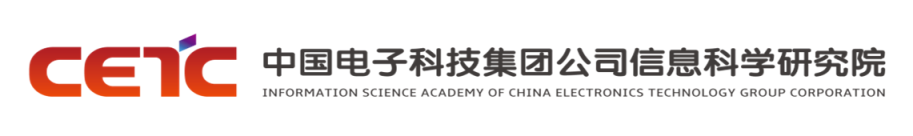 CETC
中国电子科技集团公司信息科学研究院
INFORMATION SCIENCE ACADEMY OF CHINA ELECTRONICS TECHNOLOGY GROUP CORPORATION